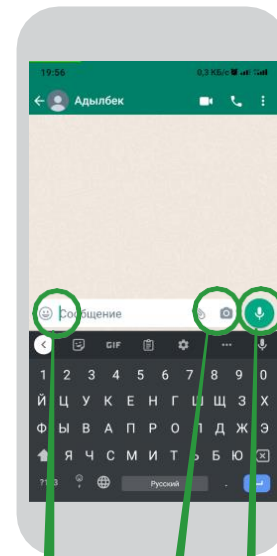 19:56 0,3 КБ/с
Адылбек
Сообщение
GIF
1 2 3 4 5 6 7 8 9 0
Й Ц У К Е Н Г Ш Щ З Х
Ф Ы В А П Р О Л Д Ж Э
Я Ч С М И Т Ь Б Ю
?123 , Русский .